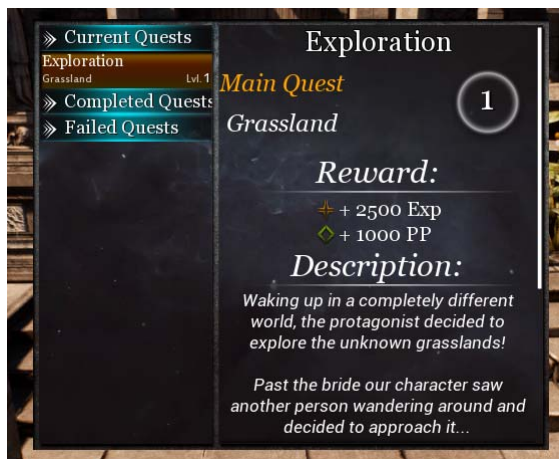 Current Quests
Exploration
Grassland Lvl. 1
Completed Quests
Failed Quests
Exploration
Main Quest
1
Grassland
Reward:
+ 2500 Exp
+ 1000 PP
Description:
Waking up in a completely different
world, the protagonist decided to
explore the unknown grasslands!
Past the bride our character saw
another person wandering around and
decided to approach it...